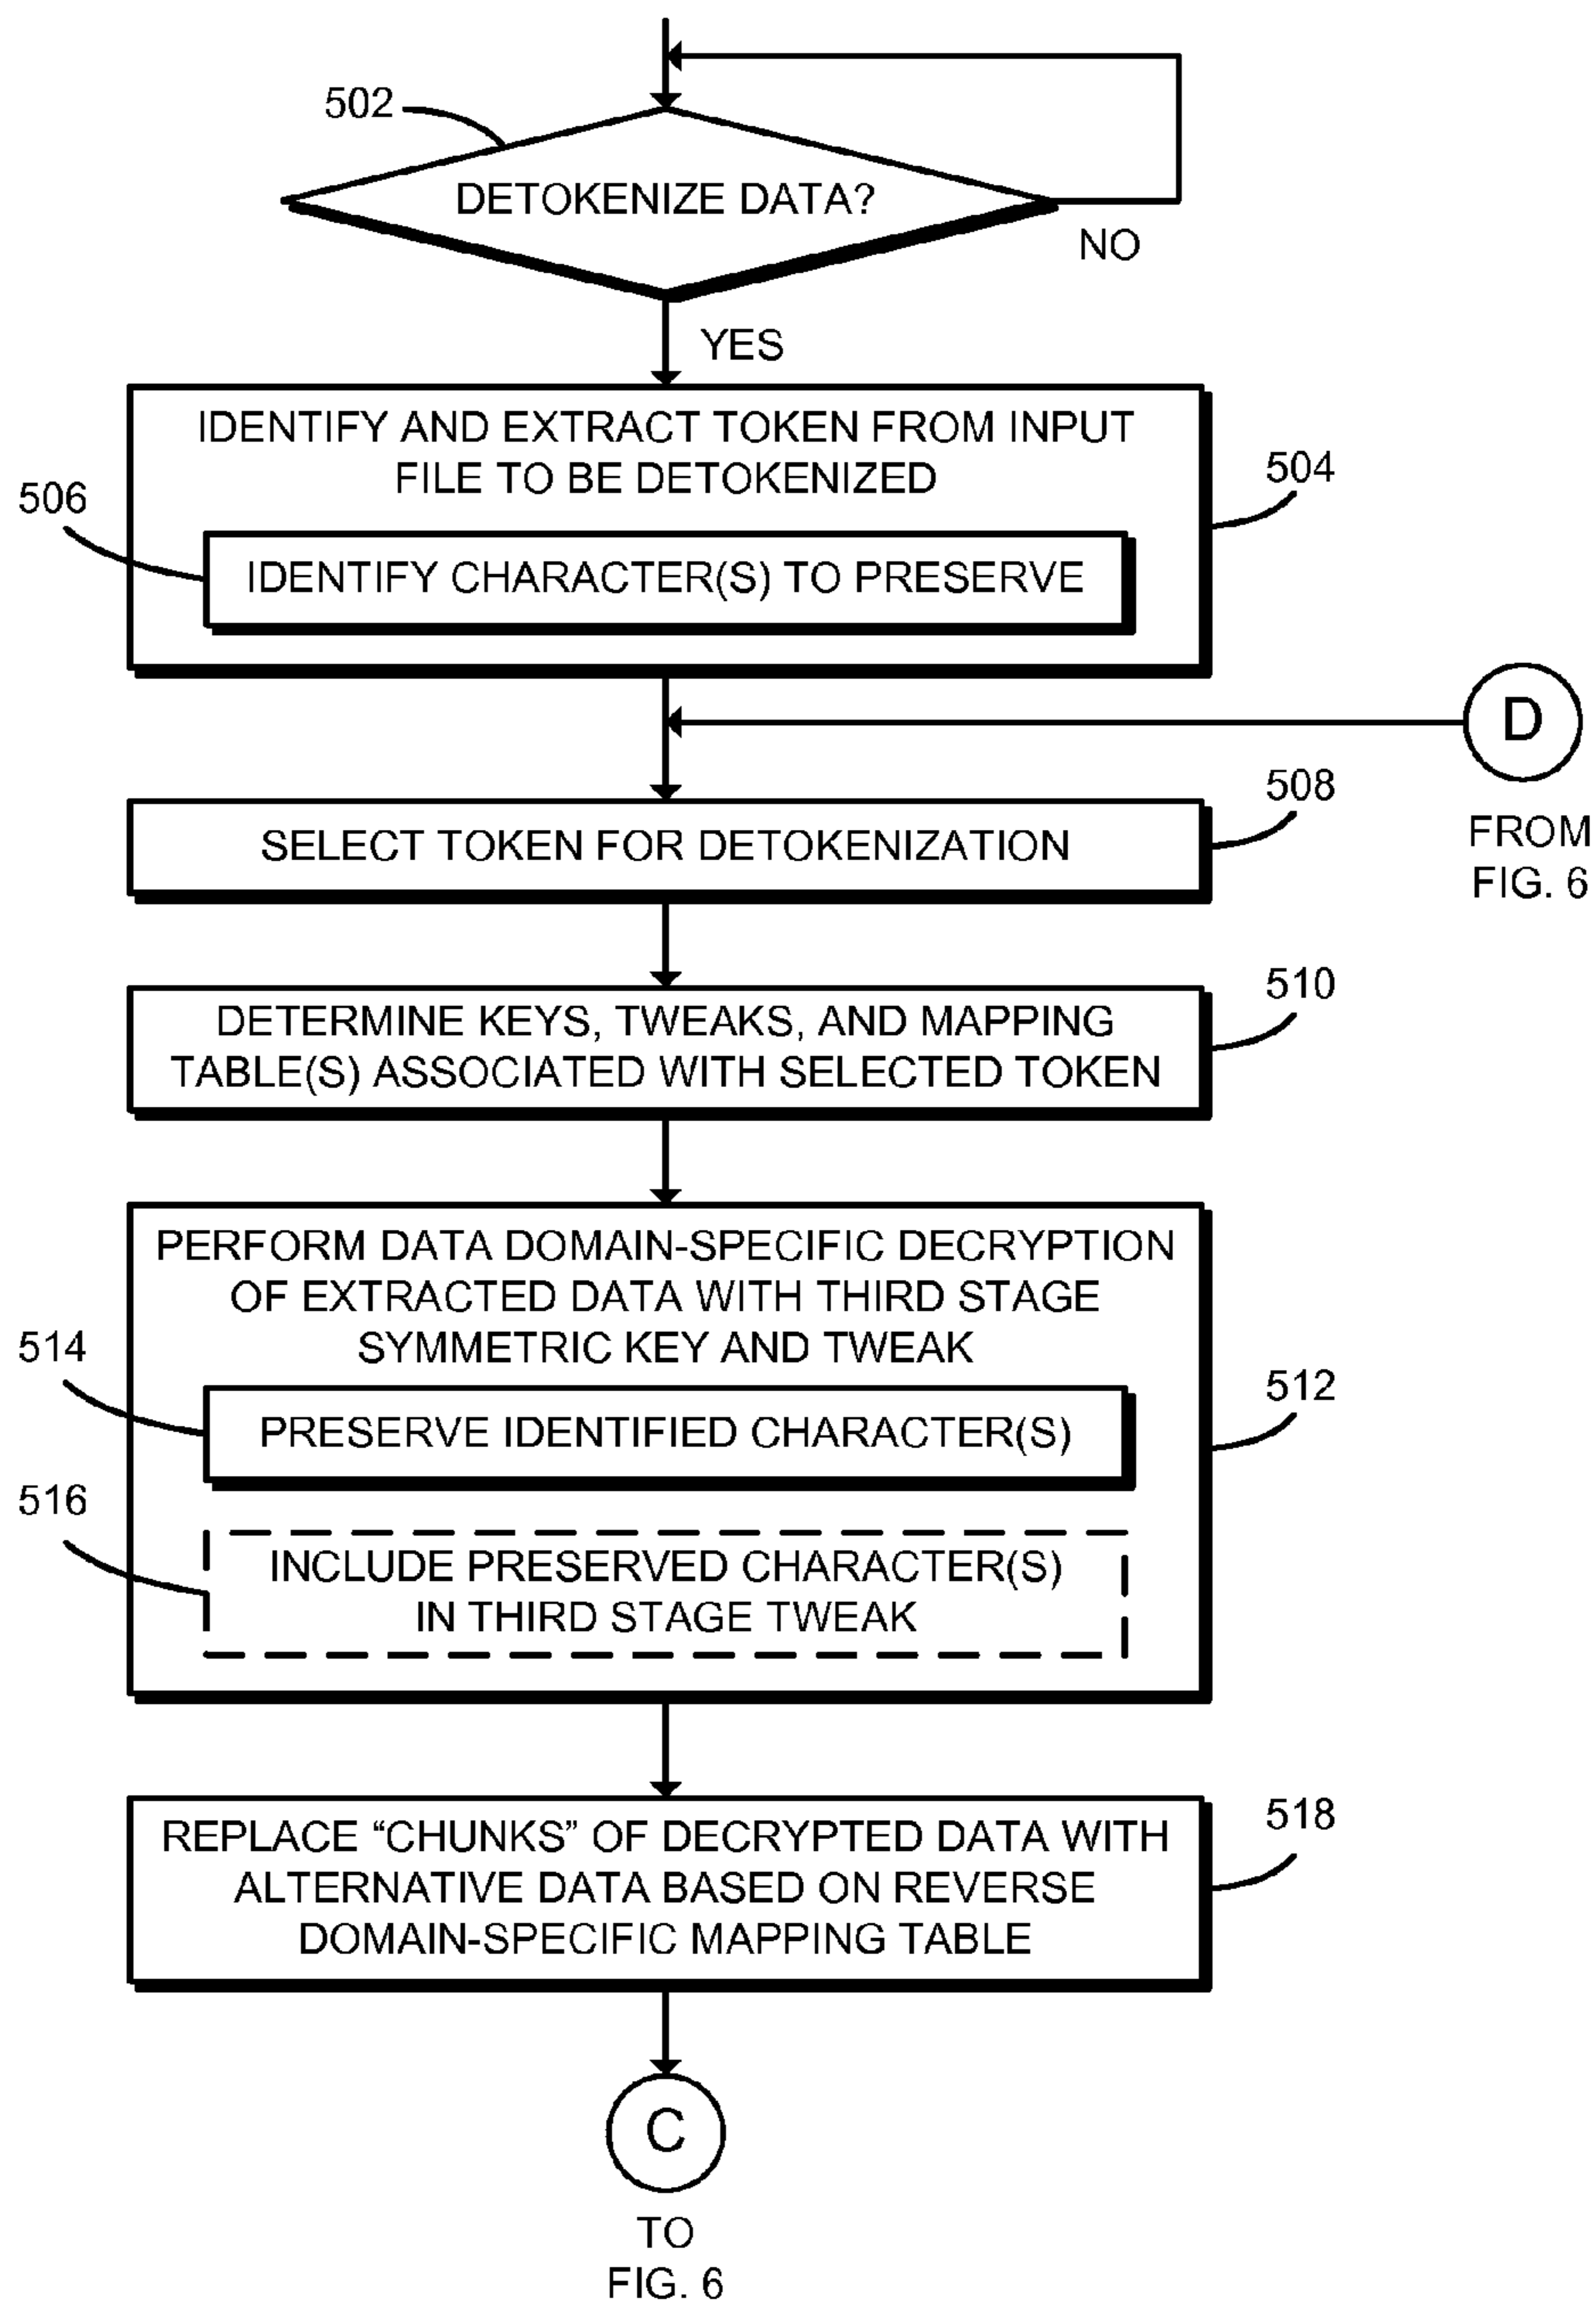 502
DETOKENIZE DATA?
NO
YES
IDENTIFY AND EXTRACT TOKEN FROM INPUT
FILE TO BE DETOKENIZED
504
506
IDENTIFY CHARACTER(S) TO PRESERVE
D
FROM
FIG. 6
508
SELECT TOKEN FOR DETOKENIZATION
510
DETERMINE KEYS, TWEAKS, AND MAPPING
TABLE(S) ASSOCIATED WITH SELECTED TOKEN
PERFORM DATA DOMAIN-SPECIFIC DECRYPTION
OF EXTRACTED DATA WITH THIRD STAGE
SYMMETRIC KEY AND TWEAK
512
514
PRESERVE IDENTIFIED CHARACTER(S)
516
INCLUDE PRESERVED CHARACTER(S)
IN THIRD STAGE TWEAK
518
REPLACE “CHUNKS” OF DECRYPTED DATA WITH
ALTERNATIVE DATA BASED ON REVERSE
DOMAIN-SPECIFIC MAPPING TABLE
C
TO
FIG. 6